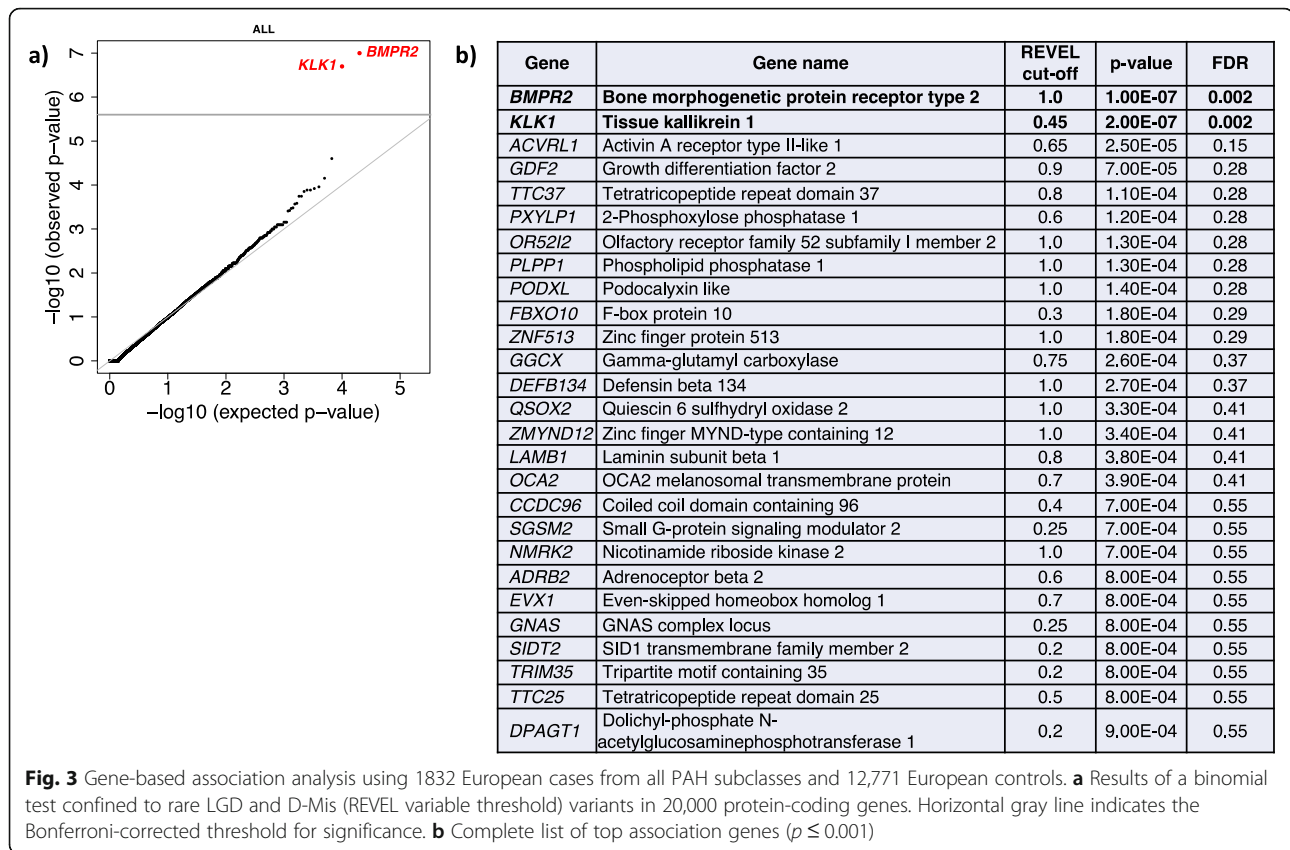 a)
ALL
BMPR2
KLK1
7
6
5
4
3
2
1
0
−log10 (observed p-value)
0 1 2 3 4 5
−log10 (expected p-value)
b)
Gene Gene name REVEL cut-off p-value FDR
BMPR2 Bone morphogenetic protein receptor type 2 1.0 1.00E-07 0.002
KLK1 Tissue kallikrein 1 0.45 2.00E-07 0.002
ACVRL1 Activin A receptor type II-like 1 0.65 2.50E-05 0.15
GDF2 Growth differentiation factor 2 0.9 7.00E-05 0.28
TTC37 Tetratricopeptide repeat domain 37 0.8 1.10E-04 0.28
PXYLP1 2-Phosphoxylose phosphatase 1 0.6 1.20E-04 0.28
OR52I2 Olfactory receptor family 52 subfamily I member 2 1.0 1.30E-04 0.28
PLPP1 Phospholipid phosphatase 1 1.0 1.30E-04 0.28
PODXL Podocalyxin like 1.0 1.40E-04 0.28
FBXO10 F-box protein 10 0.3 1.80E-04 0.29
ZNF513 Zinc finger protein 513 1.0 1.80E-04 0.29
GGCX Gamma-glutamyl carboxylase 0.75 2.60E-04 0.37
DEFB134 Defensin beta 134 1.0 2.70E-04 0.37
QSOX2 Quiescin 6 sulfhydryl oxidase 2 1.0 3.30E-04 0.41
ZMYND12 Zinc finger MYND-type containing 12 1.0 3.40E-04 0.41
LAMB1 Laminin subunit beta 1 0.8 3.80E-04 0.41
OCA2 OCA2 melanosomal transmembrane protein 0.7 3.90E-04 0.41
CCDC96 Coiled coil domain containing 96 0.4 7.00E-04 0.55
SGSM2 Small G-protein signaling modulator 2 0.25 7.00E-04 0.55
NMRK2 Nicotinamide riboside kinase 2 1.0 7.00E-04 0.55
ADRB2 Adrenoceptor beta 2 0.6 8.00E-04 0.55
EVX1 Even-skipped homeobox homolog 1 0.7 8.00E-04 0.55
GNAS GNAS complex locus 0.25 8.00E-04 0.55
SIDT2 SID1 transmembrane family member 2 0.2 8.00E-04 0.55
TRIM35 Tripartite motif containing 35 0.2 8.00E-04 0.55
TTC25 Tetratricopeptide repeat domain 25 0.5 8.00E-04 0.55
DPAGT1 Dolichyl-phosphate N-acetylglucosaminephosphotransferase 1 0.2 9.00E-04 0.55
Fig. 3 Gene-based association analysis using 1832 European cases from all PAH subclasses and 12,771 European controls. a Results of a binomial
test confined to rare LGD and D-Mis (REVEL variable threshold) variants in 20,000 protein-coding genes. Horizontal gray line indicates the
Bonferroni-corrected threshold for significance. b Complete list of top association genes (p ≤ 0.001)